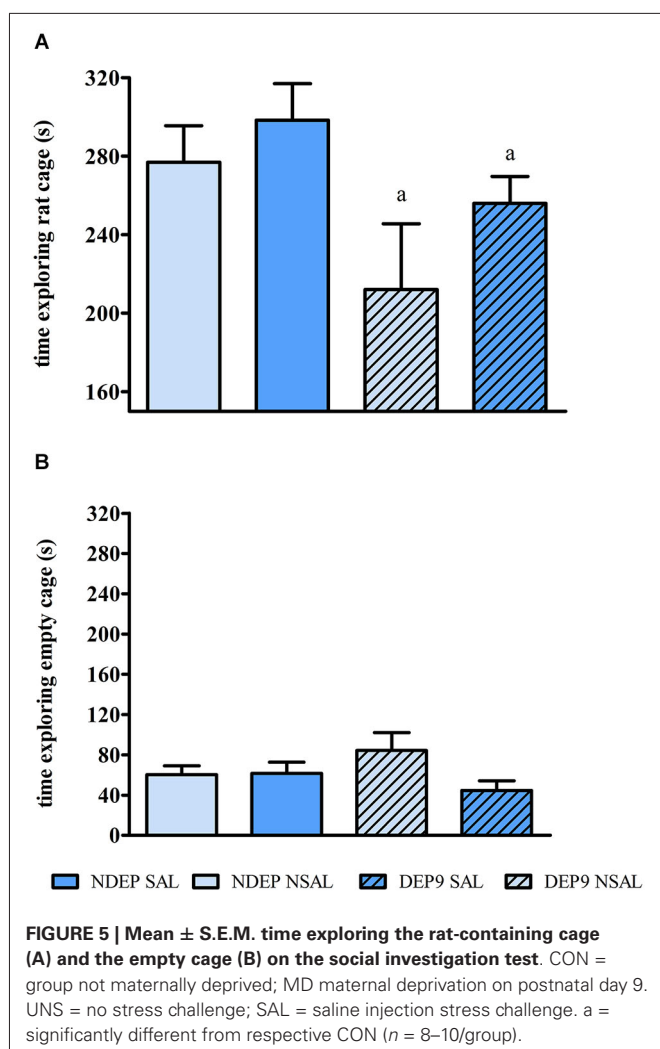 A
time exploring rat cage (s)
320
280
240
200
160
a
a
B
time exploring empty cage (s)
320
280
240
200
160
120
80
40
0
NDEP SAL NDEP NSAL DEP9 SAL DEP9 NSAL
FIGURE 5 | Mean ± S.E.M. time exploring the rat-containing cage
(A) and the empty cage (B) on the social investigation test. CON =
group not maternally deprived; MD maternal deprivation on postnatal day 9.
UNS = no stress challenge; SAL = saline injection stress challenge. a =
significantly different from respective CON (n = 8–10/group).